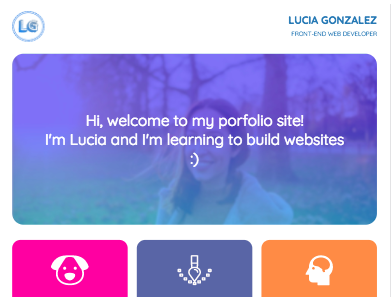 LG
LUCIA GONZALEZ
FRONT-END WEB DEVELOPER
Hi, welcome to my porfolio site!
I'm Lucia and I'm learning to build websites
:)